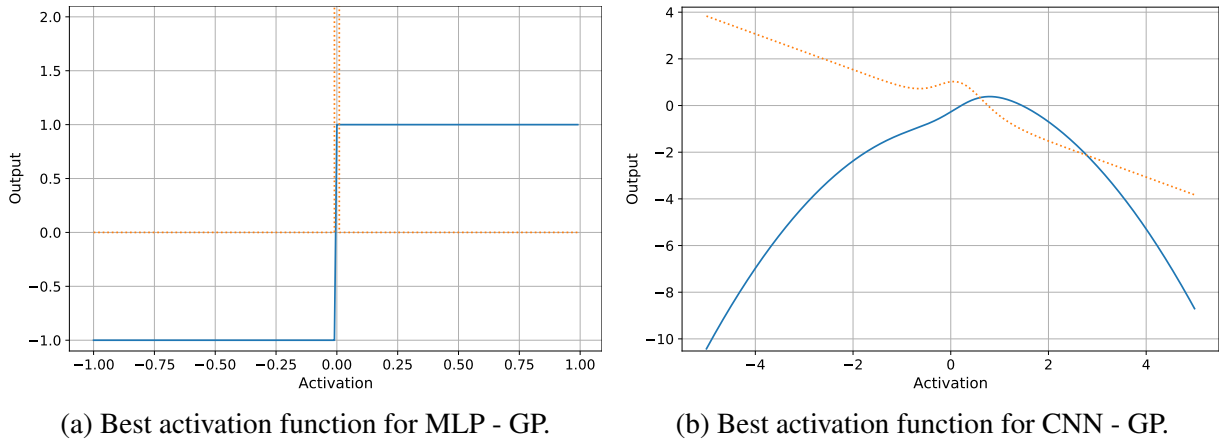 2.0
1.5
1.0
0.5
0.0
−0.5
−1.0
Output
−1.00 −0.75 −0.50 −0.25 0.00 0.25 0.50 0.75 1.00
Activation
(a) Best activation function for MLP - GP.
4
2
0
−2
−4
−6
−8
−10
Output
−4 −2 0 2 4
Activation
(b) Best activation function for CNN - GP.